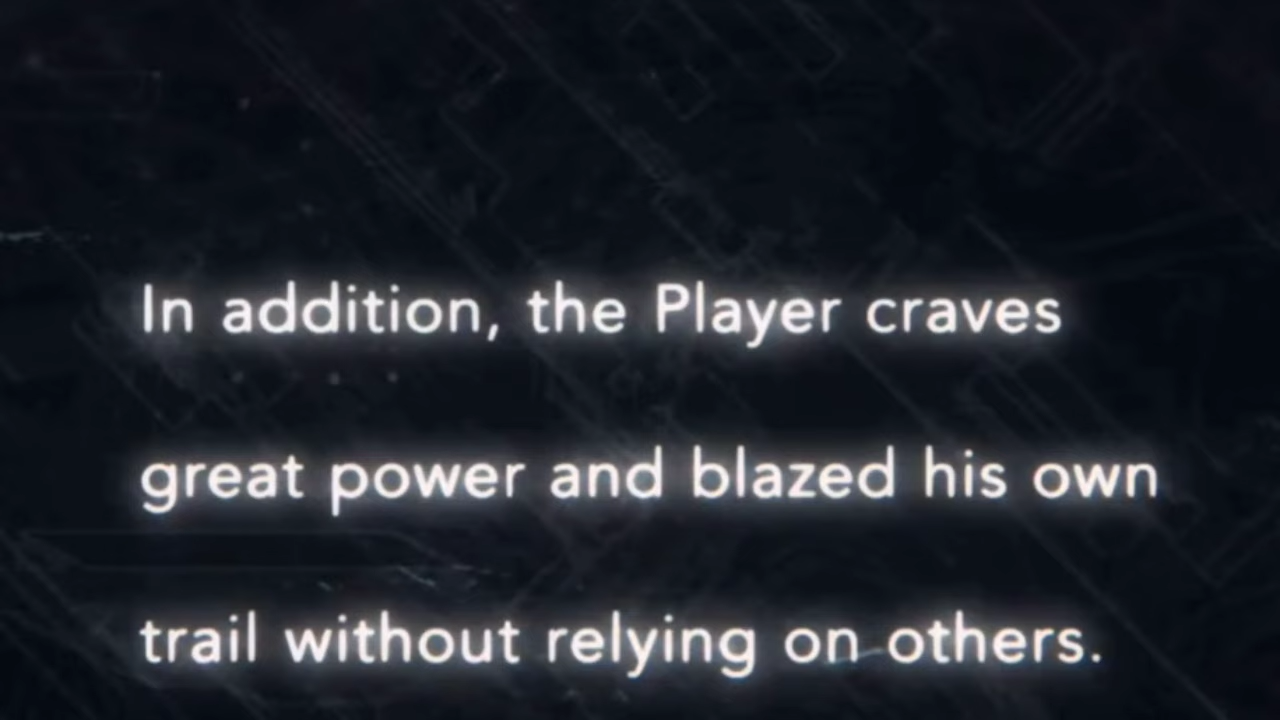 In addition, the Player craves
great power and blazed his own
trail without relying on others.